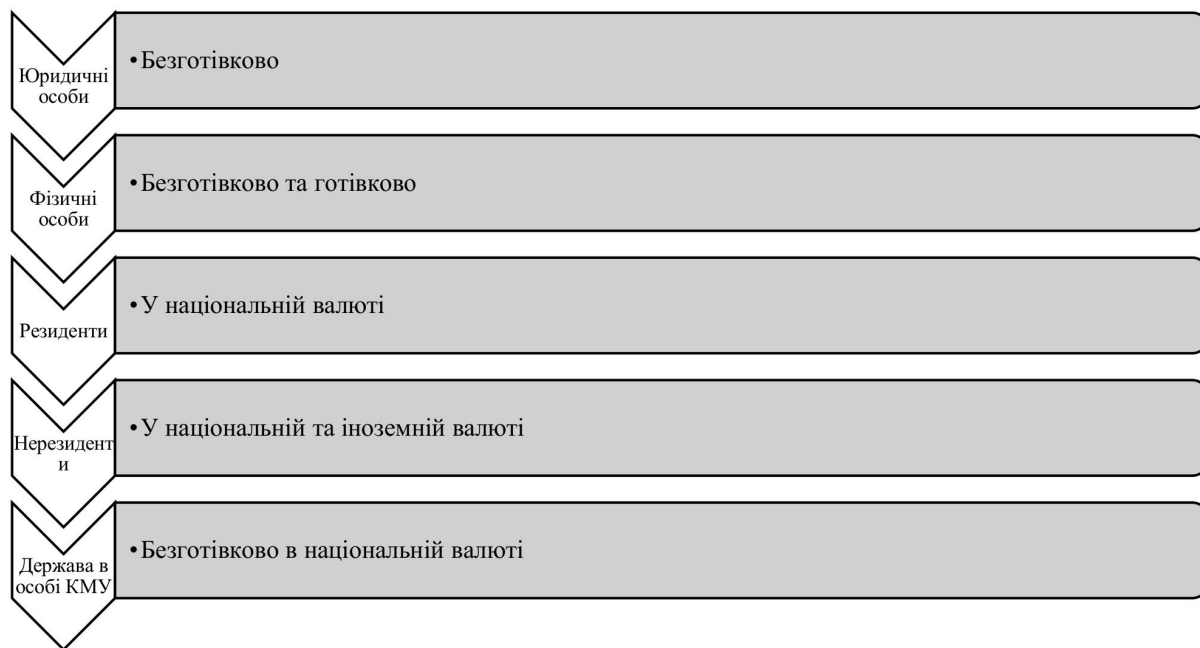 Юридичні
особи
•Безготівково
Фізичні
особи
•Безготівково та готівково
Резиденти
•У національній валюті
Нерезидент
и
•У національній та іноземній валюті
Держава в
особі КМУ
•Безготівково в національній валюті